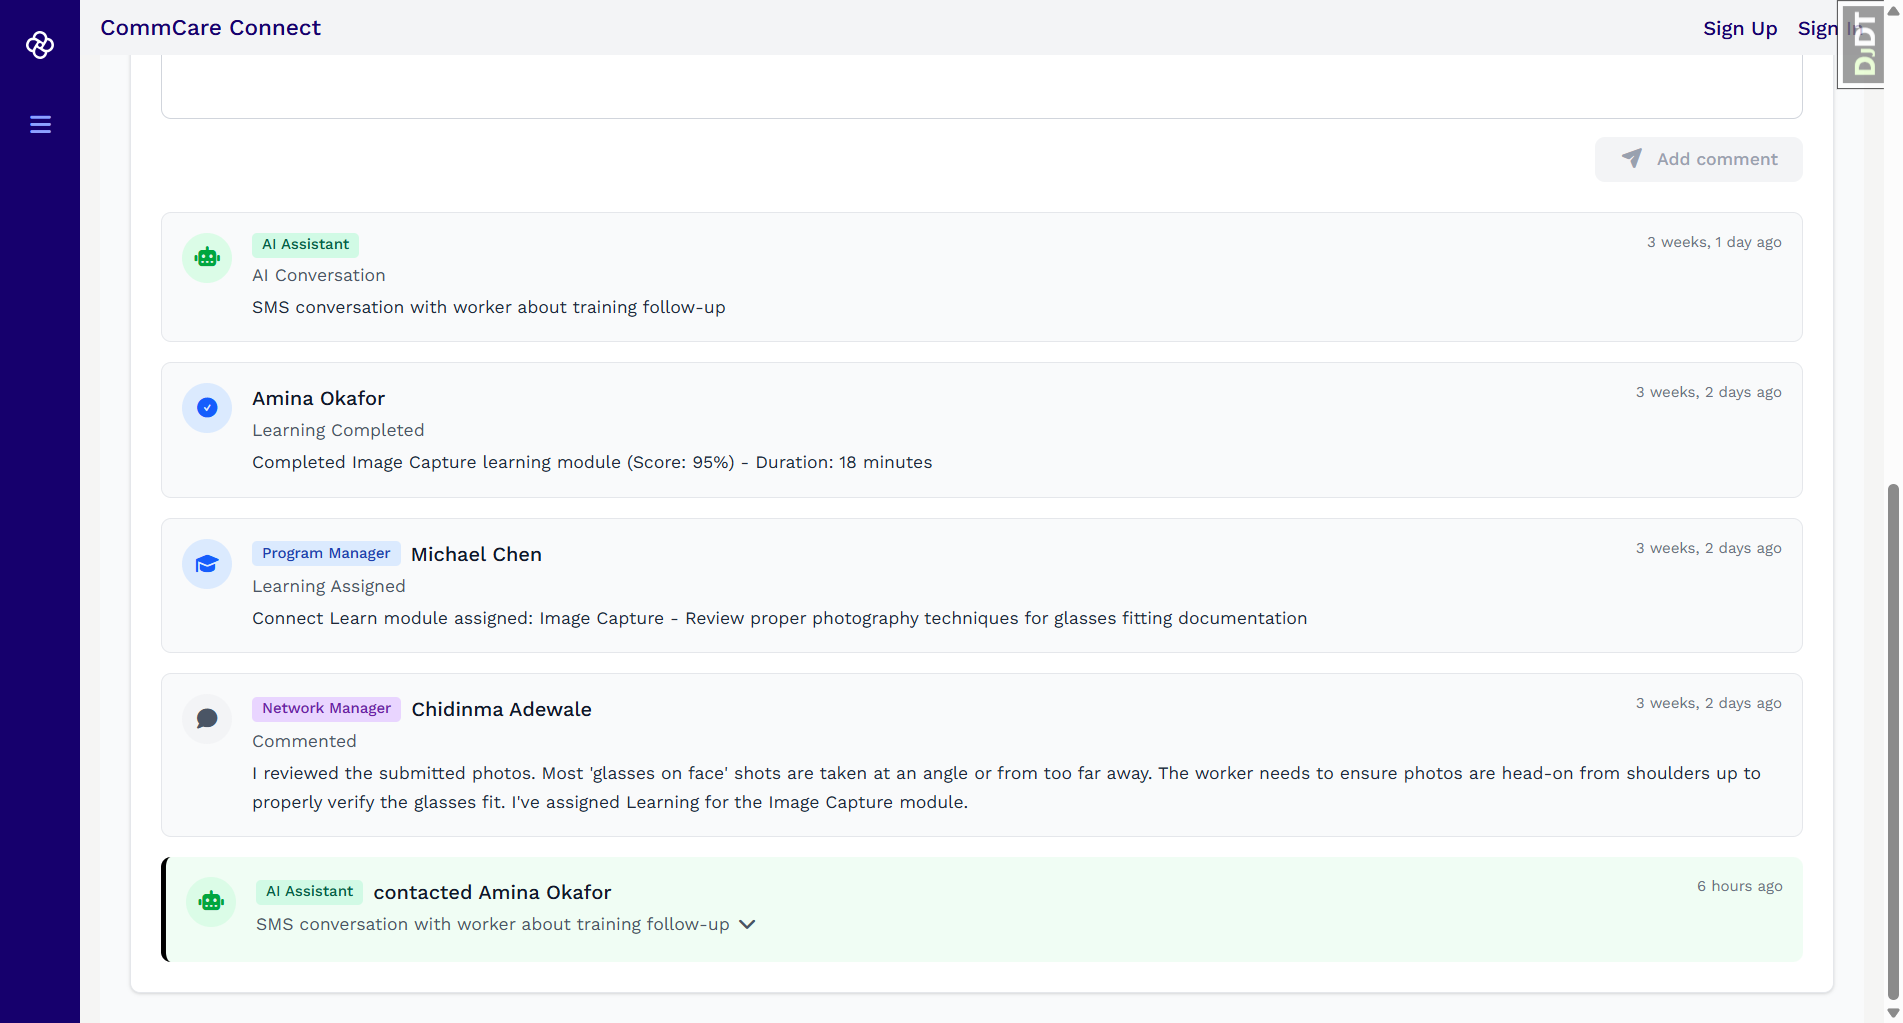 CommCare Connect
Sign Up
Sign In
DJDT
Add comment
AI Assistant
3 weeks, 1 day ago
AI Conversation
SMS conversation with worker about training follow-up
Amina Okafor
3 weeks, 2 days ago
Learning Completed
Completed Image Capture learning module (Score: 95%) - Duration: 18 minutes
Program Manager Michael Chen
3 weeks, 2 days ago
Learning Assigned
Connect Learn module assigned: Image Capture - Review proper photography techniques for glasses fitting documentation
Network Manager Chidinma Adewale
3 weeks, 2 days ago
Commented
I reviewed the submitted photos. Most 'glasses on face' shots are taken at an angle or from too far away. The worker needs to ensure photos are head-on from shoulders up to
properly verify the glasses fit. I've assigned Learning for the Image Capture module.
AI Assistant contacted Amina Okafor
6 hours ago
SMS conversation with worker about training follow-up